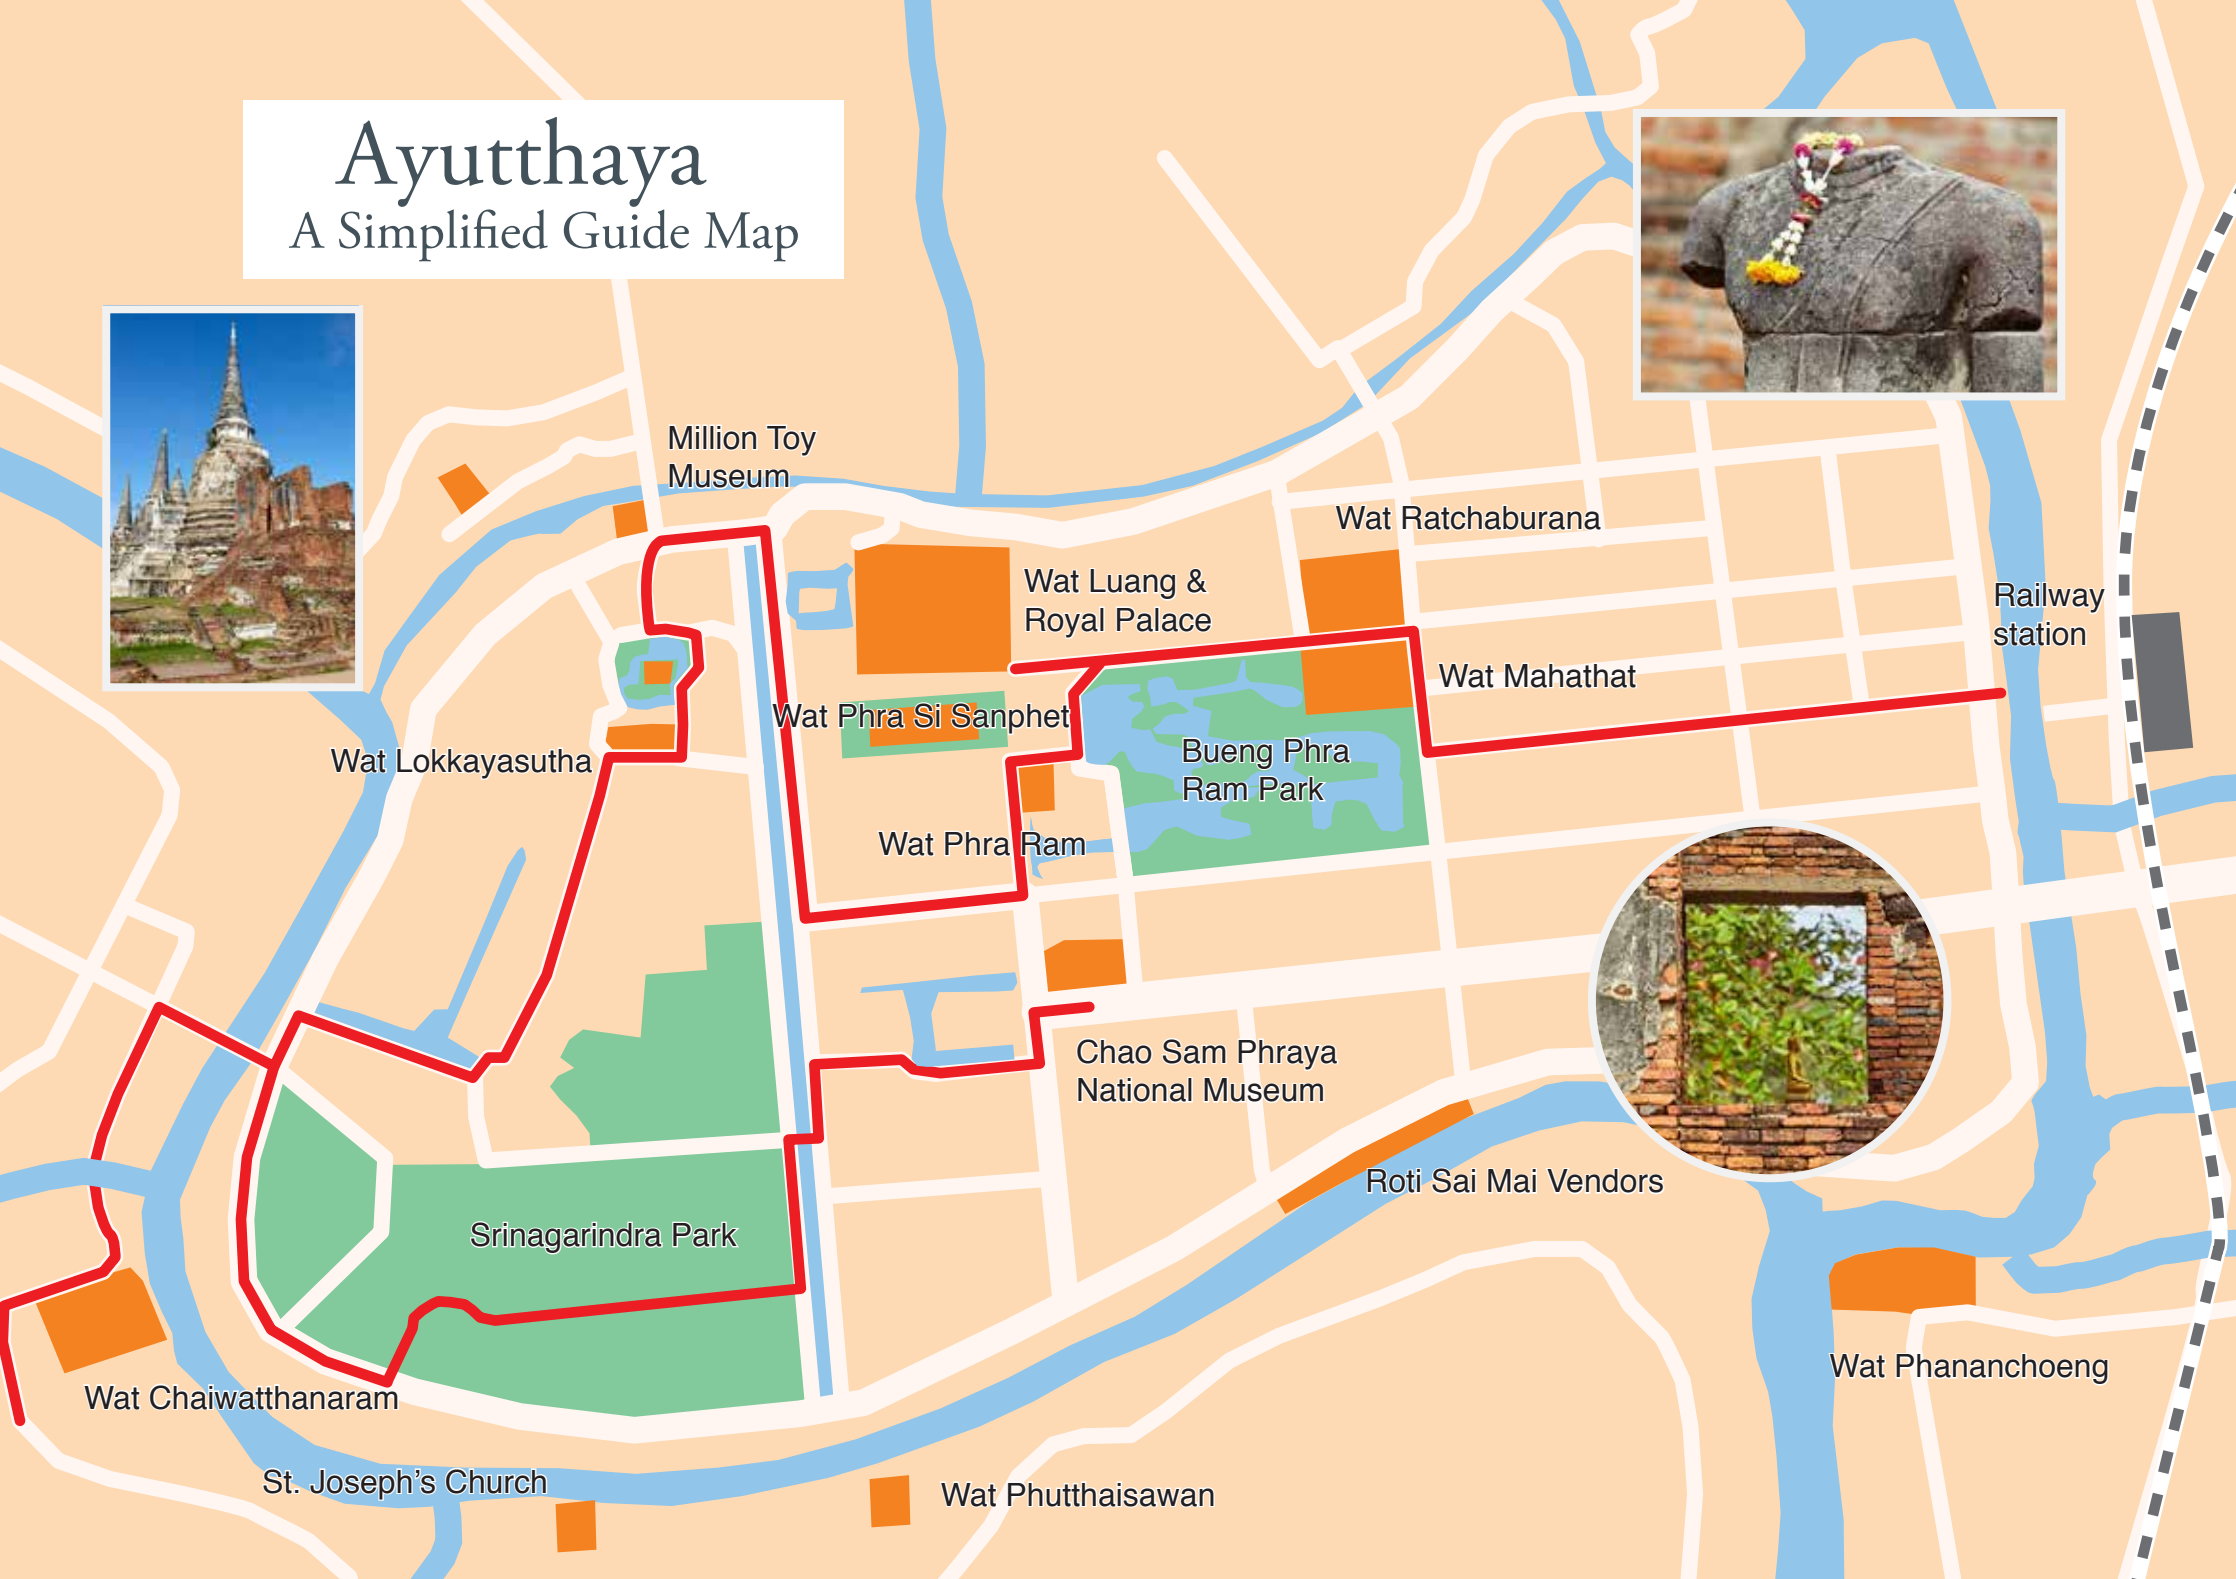 Ayutthaya
A Simplified Guide Map
Million Toy
Museum
Wat Ratchaburana
Wat Luang &
Royal Palace
Railway
station
Wat Mahathat
Wat Phra Si Sanphet
Wat Lokkayasutha
Bueng Phra
Ram Park
Wat Phra Ram
Chao Sam Phraya
National Museum
Roti Sai Mai Vendors
Srinagarindra Park
Wat Phananchoeng
Wat Chaiwatthanaram
St. Joseph’s Church
Wat Phutthaisawan